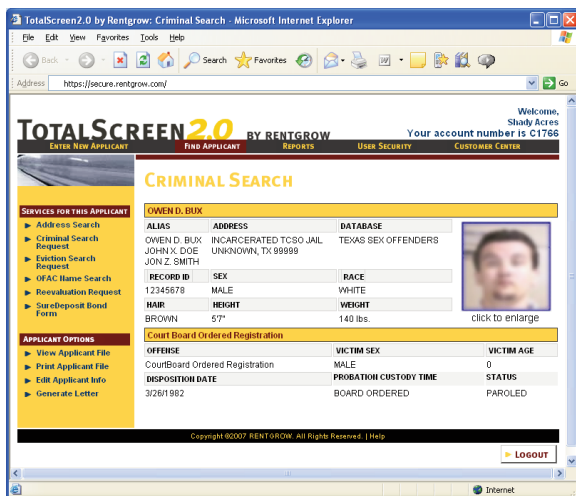 TotalScreen2.0 by Rentgrow: Criminal Search - Microsoft Internet Explorer
File Edit View Favorites Tools Help
Back Search Favorites
Address https://secure.rentgrow.com/ Go
Welcome,
Shady Acres
TOTALSCREEN 2.0 BY RENTGROW Your account number is C1766
ENTER NEW APPLICANT FIND APPLICANT REPORTS USER SECURITY CUSTOMER CENTER
CRIMINAL SEARCH
SERVICES FOR THIS APPLICANT
Address Search
Criminal Search
Request
Eviction Search
Request
OFAC Name Search
Reevaluation Request
SureDeposit Bond
Form
APPLICANT OPTIONS
View Applicant File
Print Applicant File
Edit Applicant Info
Generate Letter
OWEN D. BUX
ALIAS ADDRESS DATABASE
OWEN D. BUX INCARCERATED TCSO JAIL TEXAS SEX OFFENDERS
JOHN X. DOE UNKNOWN, TX 99999
JON Z. SMITH
RECORD ID SEX RACE
12345678 MALE WHITE
HAIR HEIGHT WEIGHT
BROWN 5'7" 140 lbs.
click to enlarge
Court Board Ordered Registration
OFFENSE VICTIM SEX VICTIM AGE
CourtBoard Ordered Registration MALE 0
DISPOSITION DATE PROBATION CUSTODY TIME STATUS
3/26/1982 BOARD ORDERED PAROLED
Copyright ©2007 RENTGROW. All Rights Reserved. | Help
LOGOUT
Internet